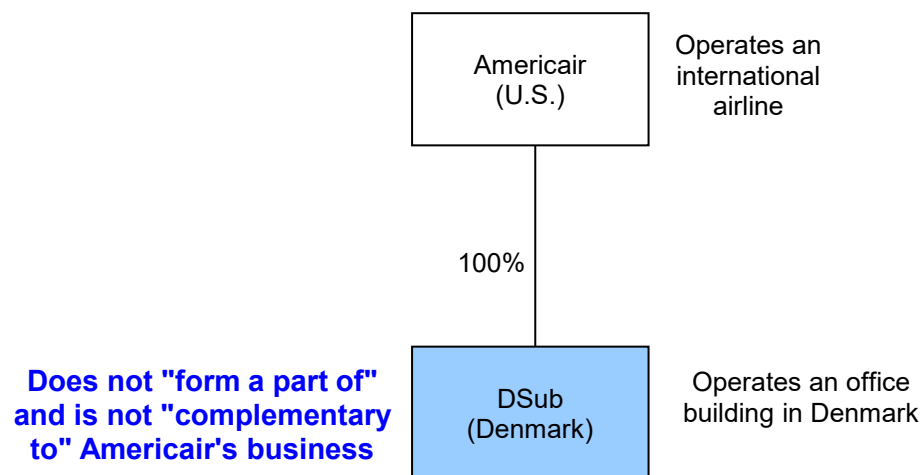 Americair
(U.S.)
Operates an
international
airline
100%
Does not "form a part of"
and is not "complementary
to" Americair's business
DSub
(Denmark)
Operates an office
building in Denmark